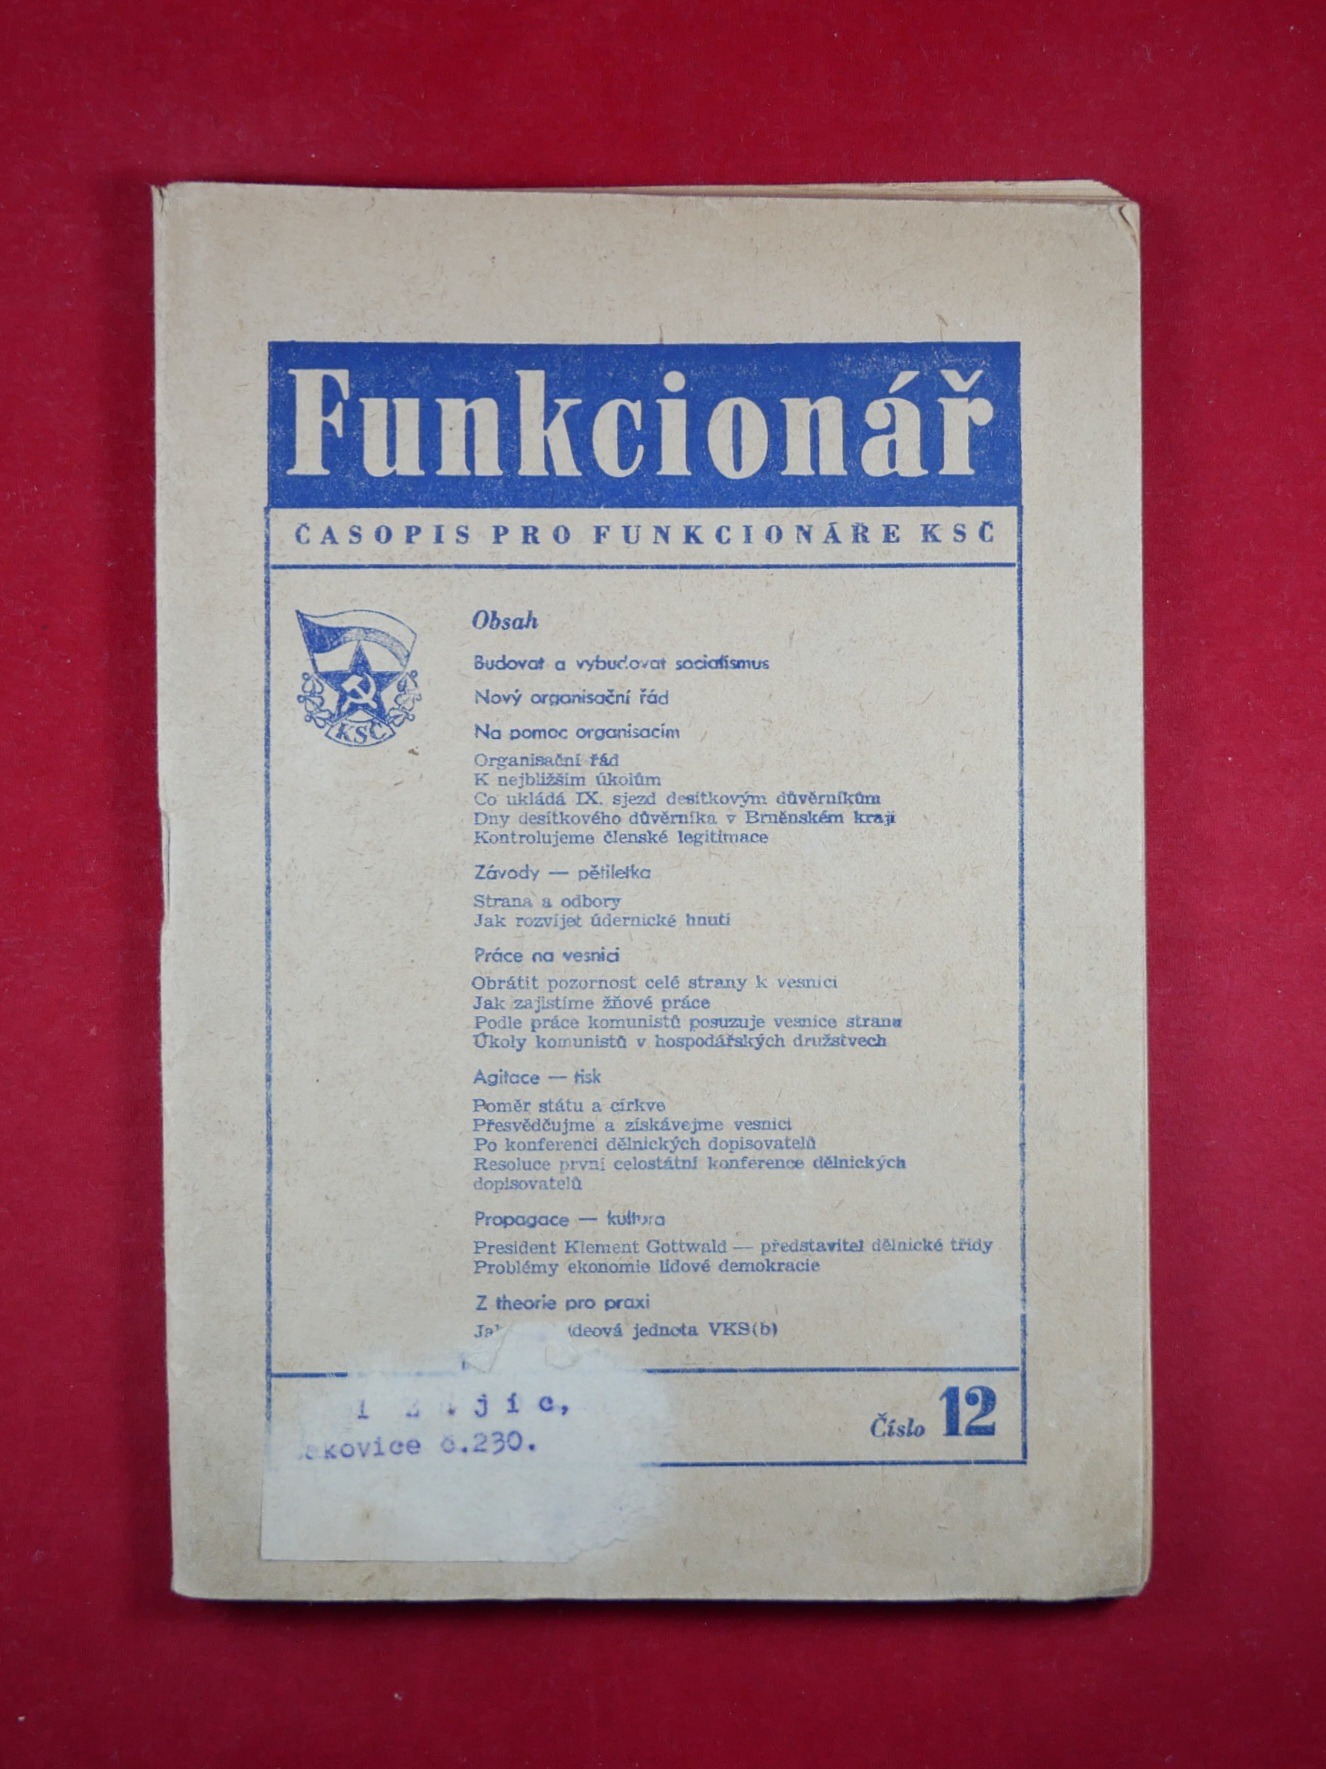 Funkcionář
ČASOPIS PRO FUNKCIONÁŘE KSČ
KSČ
Obsah
Budovat a vybudovat socialismus
Nový organisační řád
Na pomoc organisacím
Organisační řád
K nejbližším úkolům
Co ukládá IX. sjezd desítkovým důvěrníkům
Dny desítkového důvěrníka v Brněnském kraji
Kontrolujeme členské legitimace
Závody — pětiletka
Strana a odbory
Jak rozvíjet údernické hnutí
Práce na vesnici
Obrátit pozornost celé strany k vesnici
Jak zajistíme žňové práce
Podle práce komunistů posuzuje vesnice stranu
Úkoly komunistů v hospodářských družstvech
Agitace — tisk
Poměr státu a církve
Přesvědčujme a získávejme vesnici
Po konferenci dělnických dopisovatelů
Resoluce první celostátní konference dělnických
dopisovatelů
Propagace — kultura
President Klement Gottwald — představitel dělnické třídy
Problémy ekonomie lidové demokracie
Z theorie pro praxi
jednota VKS(b)
č.230.
Číslo 12